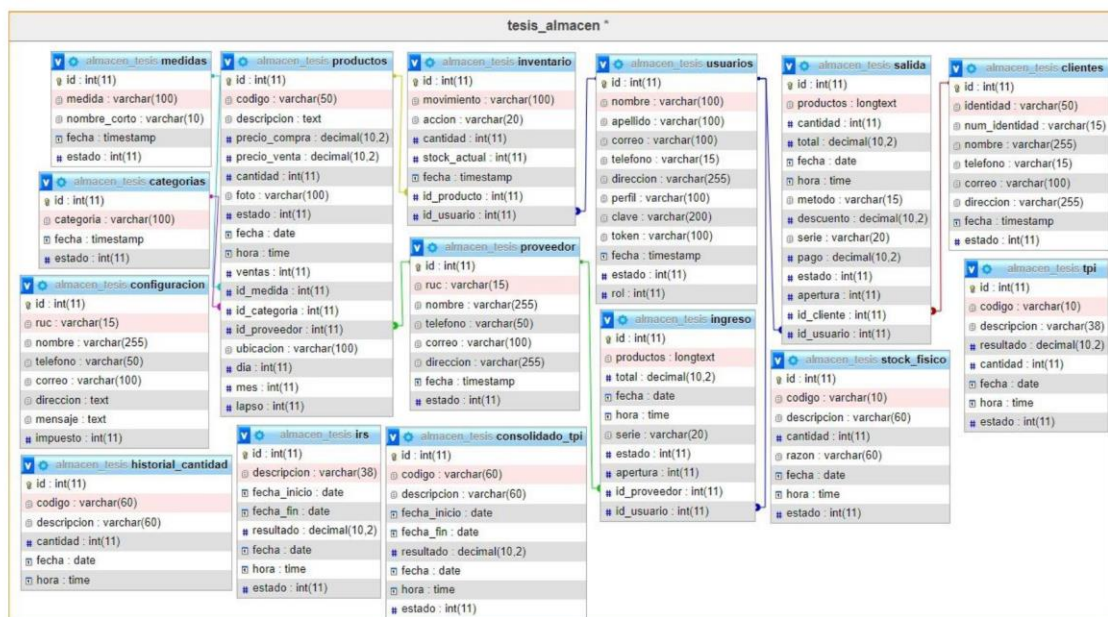 tesis_almacen *
almacen_tesis medidas
id : int(11)
medida : varchar(100)
nombre_corto : varchar(10)
fecha : timestamp
estado : int(11)
almacen_tesis categorias
id : int(11)
categoria : varchar(100)
fecha : timestamp
estado : int(11)
almacen_tesis configuracion
id : int(11)
ruc : varchar(15)
nombre : varchar(255)
telefono : varchar(50)
correo : varchar(100)
direccion : text
mensaje : text
impuesto : int(11)
almacen_tesis historial_cantidad
id : int(11)
codigo : varchar(60)
descripcion : varchar(60)
cantidad : int(11)
fecha : date
hora : time
almacen_tesis productos
id : int(11)
codigo : varchar(50)
descripcion : text
precio_compra : decimal(10,2)
precio_venta : decimal(10,2)
cantidad : int(11)
foto : varchar(100)
estado : int(11)
fecha : date
hora : time
ventas : int(11)
id_medida : int(11)
id_categoria : int(11)
id_proveedor : int(11)
ubicacion : varchar(100)
dia : int(11)
mes : int(11)
lapso : int(11)
almacen_tesis irs
id : int(11)
descripcion : varchar(38)
fecha_inicio : date
fecha_fin : date
resultado : decimal(10,2)
fecha : date
hora : time
estado : int(11)
almacen_tesis inventario
id : int(11)
movimiento : varchar(100)
accion : varchar(20)
cantidad : int(11)
stock_actual : int(11)
fecha : timestamp
id_producto : int(11)
id_usuario : int(11)
almacen_tesis proveedor
id : int(11)
ruc : varchar(15)
nombre : varchar(255)
telefono : varchar(50)
correo : varchar(100)
direccion : varchar(255)
fecha : timestamp
estado : int(11)
almacen_tesis consolidado_tpi
id : int(11)
codigo : varchar(60)
descripcion : varchar(60)
fecha_inicio : date
fecha_fin : date
resultado : decimal(10,2)
fecha : date
hora : time
estado : int(11)
almacen_tesis usuarios
id : int(11)
nombre : varchar(100)
apellido : varchar(100)
correo : varchar(100)
telefono : varchar(15)
direccion : varchar(255)
perfil : varchar(100)
clave : varchar(200)
token : varchar(100)
fecha : timestamp
estado : int(11)
rol : int(11)
almacen_tesis ingreso
id : int(11)
productos : longtext
total : decimal(10,2)
fecha : date
hora : time
serie : varchar(20)
estado : int(11)
apertura : int(11)
id_proveedor : int(11)
id_usuario : int(11)
almacen_tesis salida
id : int(11)
productos : longtext
cantidad : int(11)
total : decimal(10,2)
fecha : date
hora : time
metodo : varchar(15)
descuento : decimal(10,2)
serie : varchar(20)
pago : decimal(10,2)
estado : int(11)
apertura : int(11)
id_cliente : int(11)
id_usuario : int(11)
almacen_tesis stock_fisico
id : int(11)
codigo : varchar(10)
descripcion : varchar(60)
cantidad : int(11)
razon : varchar(60)
fecha : date
hora : time
estado : int(11)
almacen_tesis clientes
id : int(11)
identidad : varchar(50)
num_identidad : varchar(15)
nombre : varchar(255)
telefono : varchar(15)
correo : varchar(100)
direccion : varchar(255)
fecha : timestamp
estado : int(11)
almacen_tesis tpi
id : int(11)
codigo : varchar(10)
descripcion : varchar(38)
resultado : decimal(10,2)
cantidad : int(11)
fecha : date
hora : time
estado : int(11)